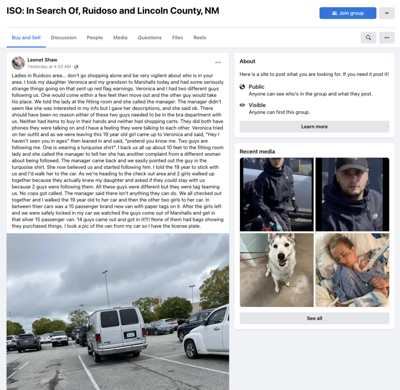 ISO: In Search Of, Ruidoso and Lincoln County, NM
Join group
Buy and Sell
Discussion
People
Media
Questions
Files
Reels
Leenet Shaw
Yesterday at 4:33 AM
Ladies in Ruidoso area... don't go shopping alone and be very vigilant about who is in your
area. I took my daughter Veronica and my grandson to Marshalls today and had some seriously
strange things going on that sent up red flag warnings. Veronica and I had two different guys
following us. One would come within a few feet then move out and the other guy would take
his place. We told the lady at the fitting room and she called the manager. The manager didn't
seem like she was interested in my info but I gave her descriptions, and she said ok. There
should have been no reason either of these two guys needed to be in the bra department with
us. Neither had items to buy in their hands and neither had shopping carts. They did both have
phones they were talking on and I have a feeling they were talking to each other. Veronica tried
on her outfit and as we were leaving this 19 year old girl came up to Veronica and said, "Hey I
haven't seen you in ages" then leaned in and said, "pretend you know me. Two guys are
following me. One is wearing a turquoise shirt". I back us all up about 10 feet to the fitting room
lady and she called the manager to tell her she has another complaint from a different woman
about being followed. The manager came back and we easily pointed out the guy in the
turquoise shirt. She now believed us and started following him. I told the 19 year to stick with
us and I'd walk her to the car. As we're heading to the check out area and 2 girls walked up
together because they actually knew my daughter and asked if they could stay with us
because 2 guys were following them. All these guys were different but they were tag teaming
us. No cops got called. The manager said there isn't anything they can do. We all checked out
together and I walked the 19 year old to her car and then the other two girls to her car. In
between thier cars was a 15 passenger brand new van with paper tags on it. After the girls left
and we were safely locked in my car we watched the guys come out of Marshalls and get in
that silver 15 passenger van. 14 guys came out and got in it!!!! None of them had bags showing
they purchased things. I took a pic of the van from my car so I have the license plate.
About
Here is a site to post what you are looking for. If you need it post it!
Public
Anyone can see who's in the group and what they post.
Visible
Anyone can find this group.
Learn more
Recent media
See all